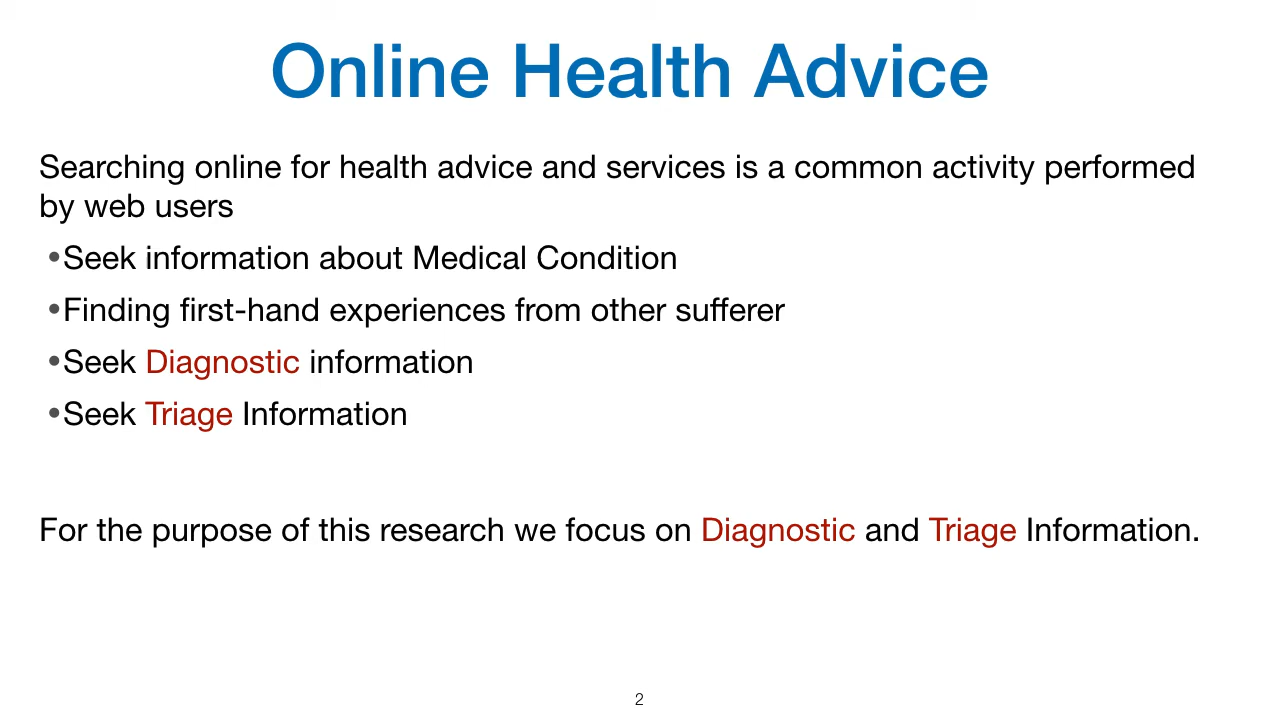 Online Health Advice
Searching online for health advice and services is a common activity performed
by web users
•Seek information about Medical Condition
•Finding first-hand experiences from other sufferer
•Seek Diagnostic information
•Seek Triage Information
For the purpose of this research we focus on Diagnostic and Triage Information.
2